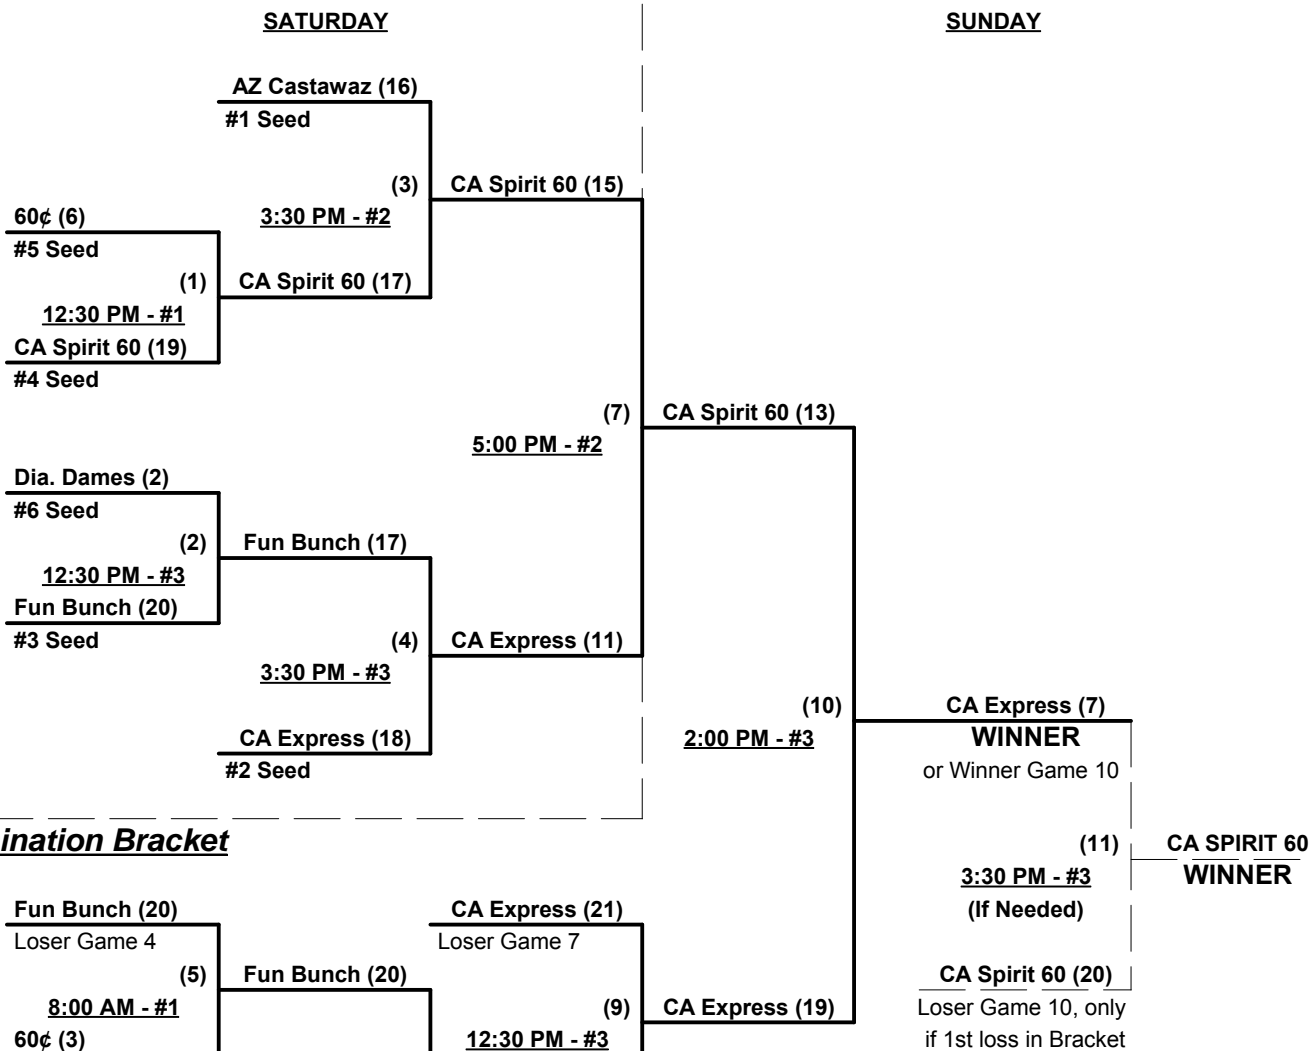 SATURDAY
SUNDAY
AZ Castawaz (16)
#1 Seed
(3)
3:30 PM - #2
CA Spirit 60 (15)
60¢ (6)
#5 Seed
(1)
12:30 PM - #1
CA Spirit 60 (17)
CA Spirit 60 (19)
#4 Seed
(7)
5:00 PM - #2
CA Spirit 60 (13)
Dia. Dames (2)
#6 Seed
(2)
12:30 PM - #3
Fun Bunch (17)
Fun Bunch (20)
#3 Seed
(4)
3:30 PM - #3
CA Express (11)
CA Express (18)
#2 Seed
(10)
2:00 PM - #3
CA Express (7)
WINNER
or Winner Game 10
ination Bracket
(11)
3:30 PM - #3
(If Needed)
CA SPIRIT 60
WINNER
Fun Bunch (20)
Loser Game 4
(5)
8:00 AM - #1
60¢ (3)
Fun Bunch (20)
CA Express (21)
Loser Game 7
(9)
12:30 PM - #3
CA Express (19)
CA Spirit 60 (20)
Loser Game 10, only
if 1st loss in Bracket